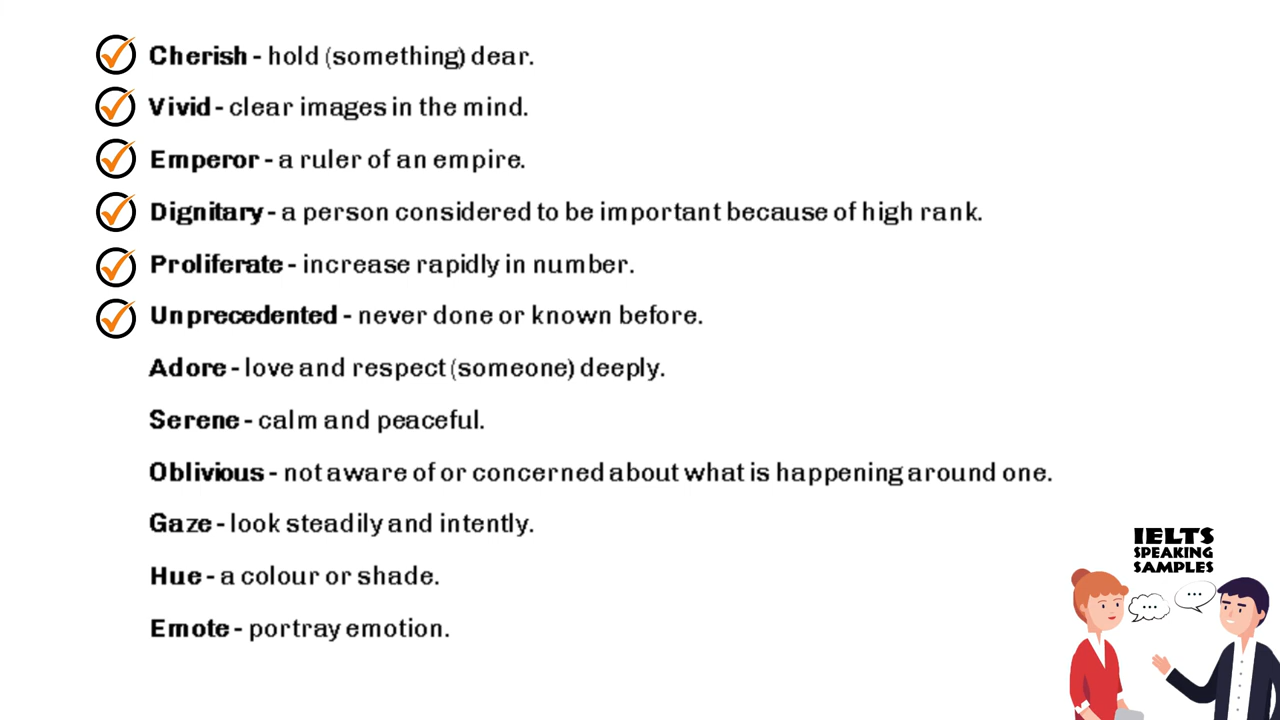 Cherish - hold (something) dear.
Vivid - clear images in the mind.
Emperor - a ruler of an empire.
Dignitary - a person considered to be important because of high rank.
Proliferate - increase rapidly in number.
Unprecedented - never done or known before.
Adore - love and respect (someone) deeply.
Serene - calm and peaceful.
Oblivious - not aware of or concerned about what is happening around one.
Gaze - look steadily and intently.
Hue - a colour or shade.
Emote - portray emotion.
IELTS
SPEAKING
SAMPLES